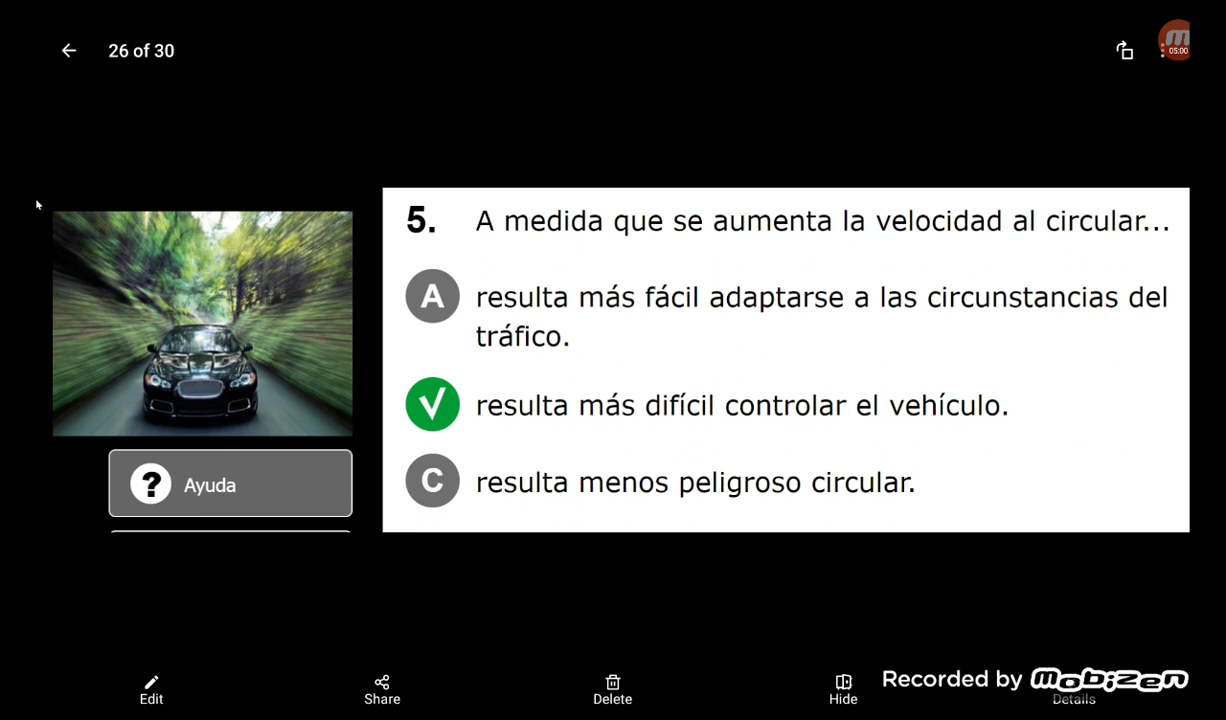 26 of 30
05:00
5. A medida que se aumenta la velocidad al circular...
A resulta más fácil adaptarse a las circunstancias del
tráfico.
resulta más difícil controlar el vehículo.
C resulta menos peligroso circular.
? Ayuda
Edit
Share
Delete
Hide
Details
Recorded by Mobizen